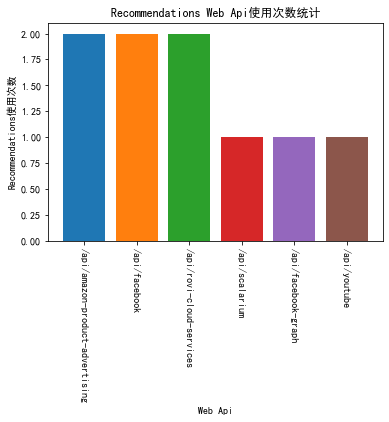 Recommendations Web Api使用次数统计
Recommendations使用次数
2.00
1.75
1.50
1.25
1.00
0.75
0.50
0.25
0.00
/api/amazon-product-advertising
/api/facebook
/api/rovi-cloud-services
/api/scalarium
/api/facebook-graph
/api/youtube
Web Api